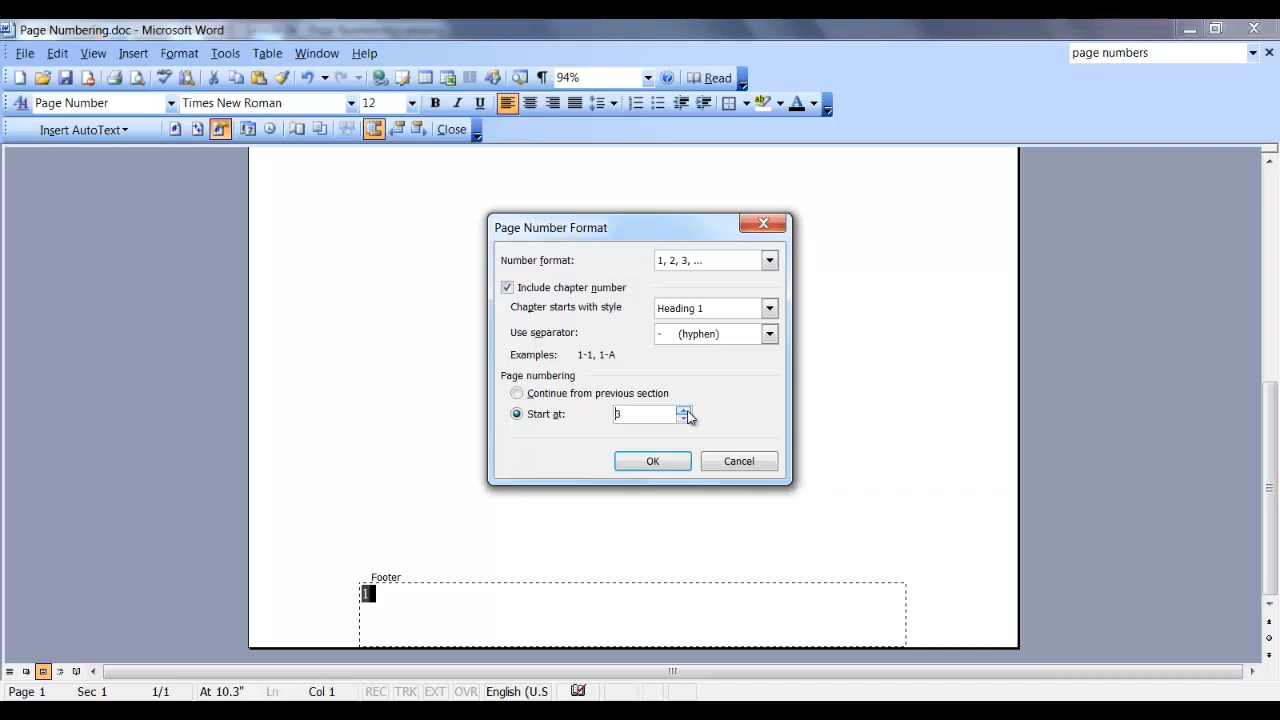 Page Numbering.doc - Microsoft Word
File Edit View Insert Format Tools Table Window Help page numbers
94% Read
Page Number Times New Roman 12 B I U
Insert AutoText Close
Page Number Format
Number format: 1, 2, 3, ...
Include chapter number
Chapter starts with style Heading 1
Use separator: - (hyphen)
Examples: 1-1, 1-A
Page numbering
Continue from previous section
Start at: 3
OK Cancel
Footer
Page 1 Sec 1 1/1 At 10.3" Ln Col 1 REC TRK EXT OVR English (U.S